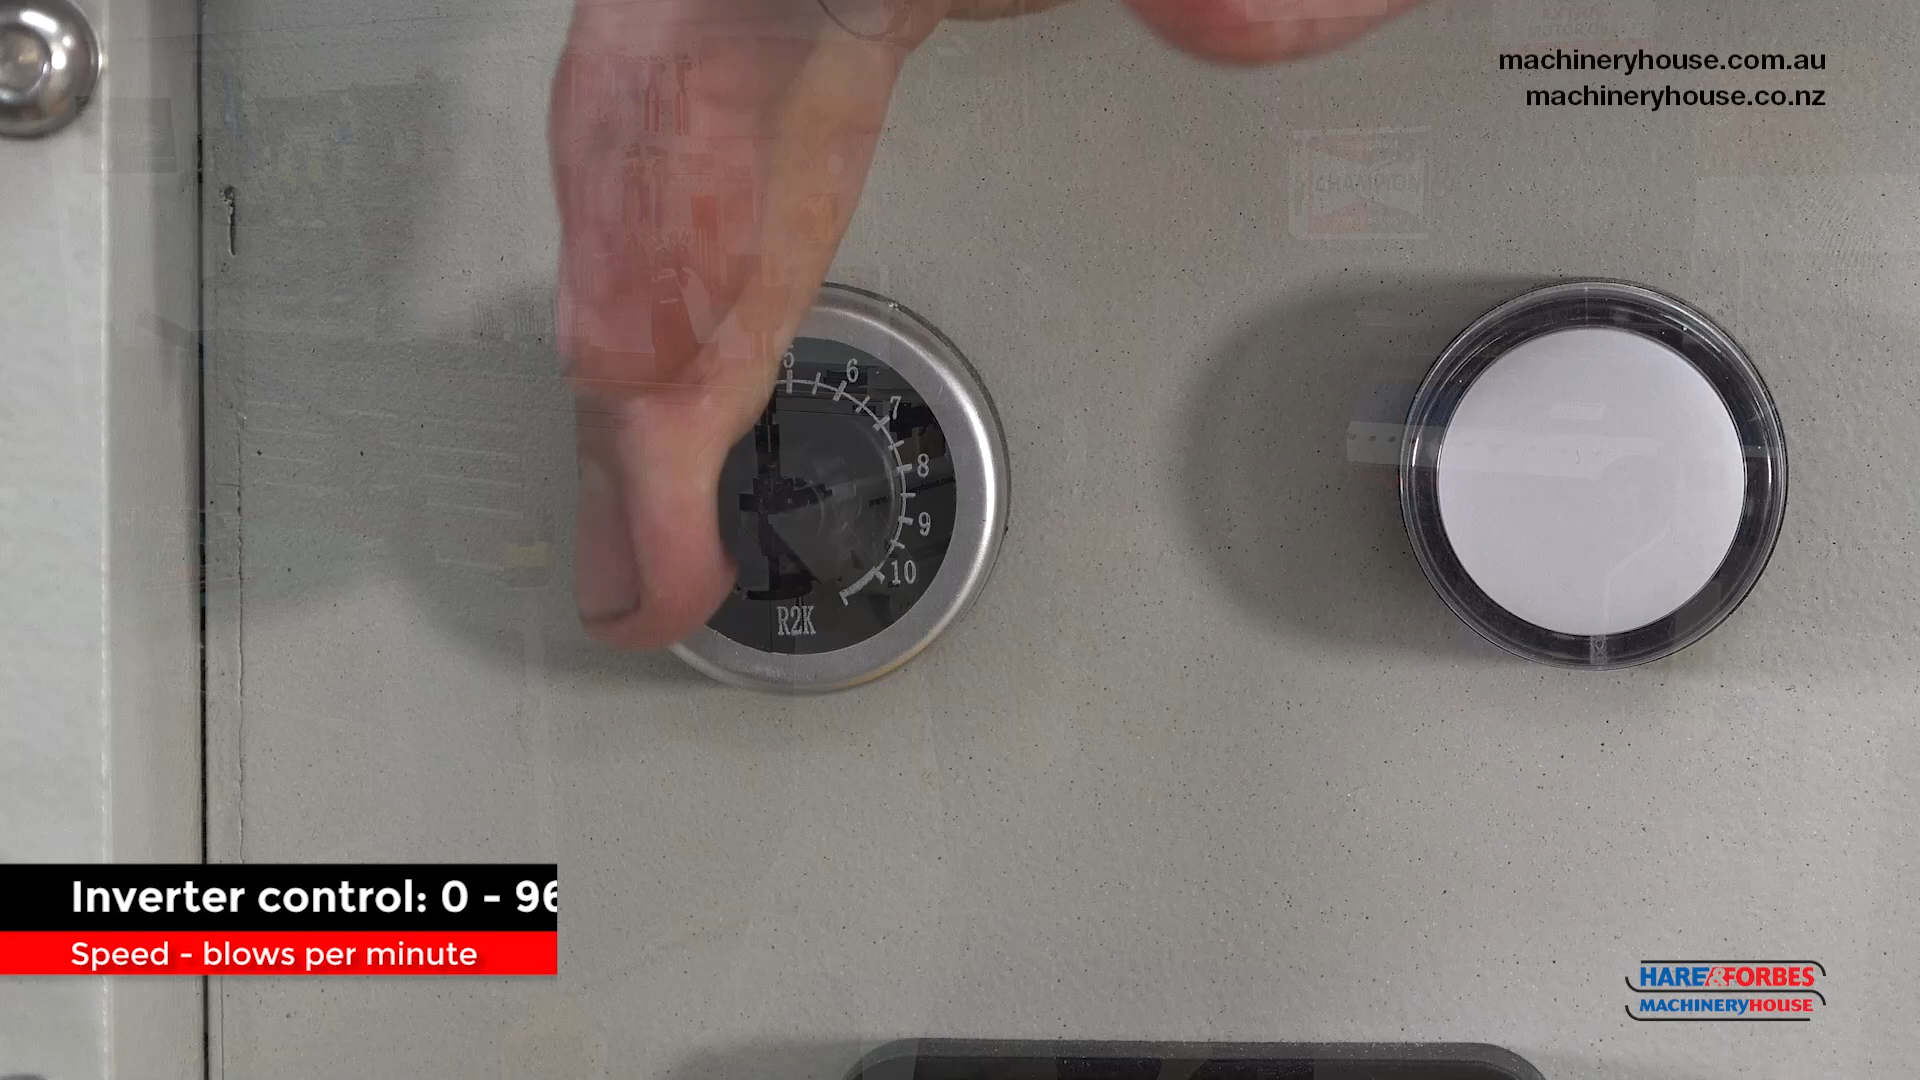 machineryhouse.com.au
machineryhouse.co.nz
5
6
7
8
9
10
R2K
Inverter control: 0 - 96
Speed - blows per minute
HARE&FORBES
MACHINERYHOUSE